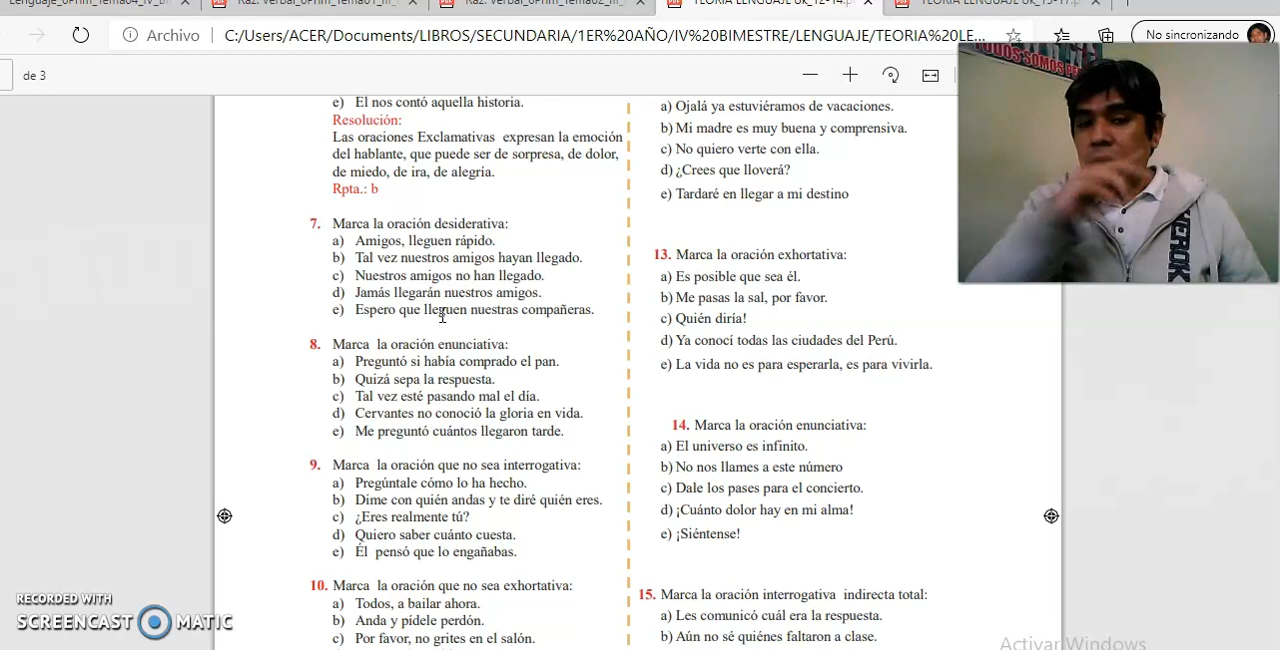 No sincronizando
Archivo
C:/Users/ACER/Documents/LIBROS/SECUNDARIA/1ER%20AÑO/IV%20BIMESTRE/LENGUAJE/TEORIA%20LE...
de 3
TODOS SOMOS PE
HEROK
e) El nos contó aquella historia.
Resolución:
Las oraciones Exclamativas expresan la emoción
del hablante, que puede ser de sorpresa, de dolor,
de miedo, de ira, de alegria.
Rpta.: b
7. Marca la oración desiderativa:
a) Amigos, lleguen rápido.
b) Tal vez nuestros amigos hayan llegado.
c) Nuestros amigos no han llegado.
d) Jamás llegarán nuestros amigos.
e) Espero que lleguen nuestras compañeras.
8. Marca la oración enunciativa:
a) Preguntó si había comprado el pan.
b) Quizá sepa la respuesta.
c) Tal vez esté pasando mal el día.
d) Cervantes no conoció la gloria en vida.
e) Me preguntó cuántos llegaron tarde.
9. Marca la oración que no sea interrogativa:
a) Pregúntale cómo lo ha hecho.
b) Dime con quién andas y te diré quién eres.
c) ¿Eres realmente tú?
d) Quiero saber cuánto cuesta.
e) Él pensó que lo engañabas.
10. Marca la oración que no sea exhortativa:
a) Todos, a bailar ahora.
b) Anda y pídele perdón.
c) Por favor, no grites en el salón.
a) Ojalá ya estuviéramos de vacaciones.
b) Mi madre es muy buena y comprensiva.
c) No quiero verte con ella.
d) ¿Crees que lloverá?
e) Tardaré en llegar a mi destino
13. Marca la oración exhortativa:
a) Es posible que sea él.
b) Me pasas la sal, por favor.
c) Quién diría!
d) Ya conocí todas las ciudades del Perú.
e) La vida no es para esperarla, es para vivirla.
14. Marca la oración enunciativa:
a) El universo es infinito.
b) No nos llames a este número
c) Dale los pases para el concierto.
d) ¡Cuánto dolor hay en mi alma!
e) ¡Siéntense!
15. Marca la oración interrogativa indirecta total:
a) Les comunicó cuál era la respuesta.
b) Aún no sé quiénes faltaron a clase.
RECORDED WITH
SCREENCAST MATIC
Activar Windows